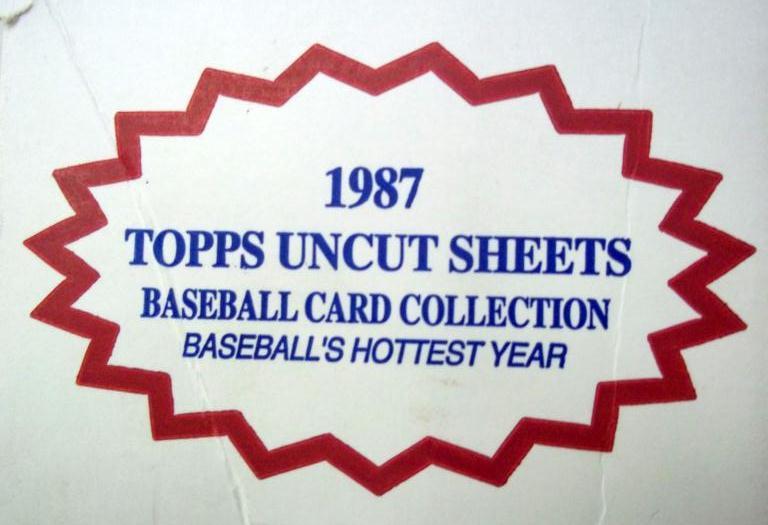 1987
TOPPS UNCUT SHEETS
BASEBALL CARD COLLECTION
BASEBALL'S HOTTEST YEAR